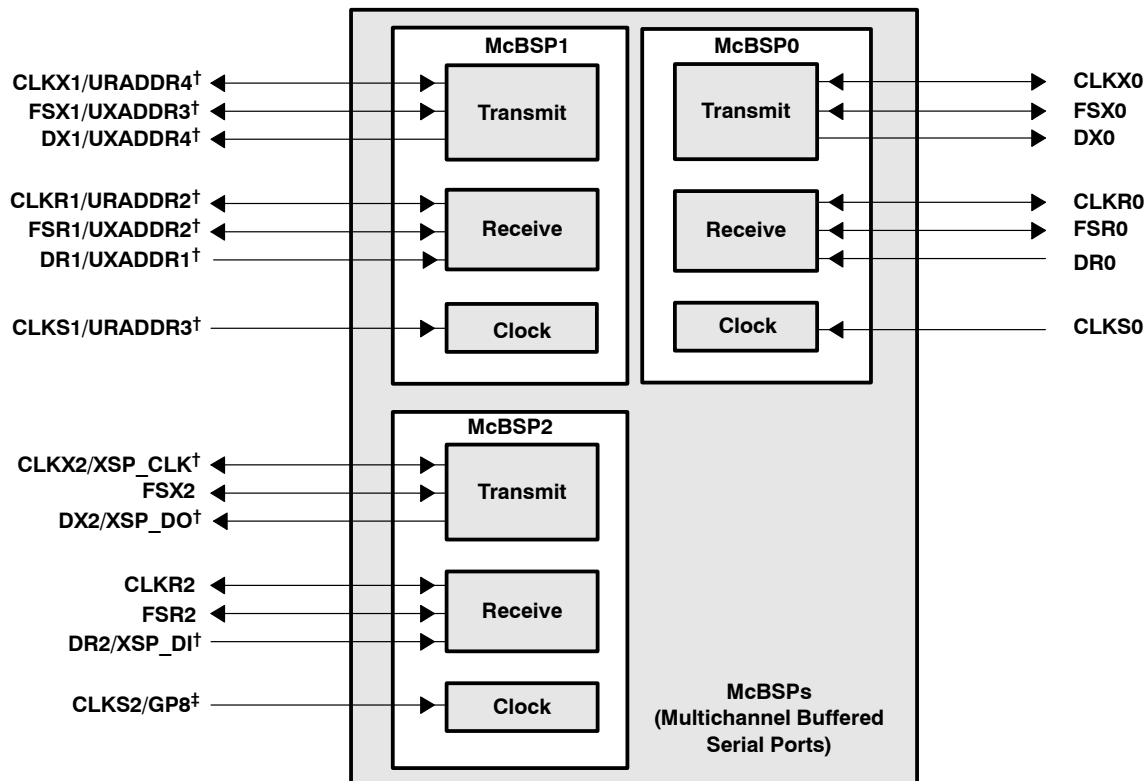 McBSP1
CLKX1/URADDR4†
FSX1/UXADDR3†
DX1/UXADDR4†
Transmit
CLKR1/URADDR2†
FSR1/UXADDR2†
DR1/UXADDR1†
Receive
CLKS1/URADDR3†
Clock
McBSP0
Transmit
CLKX0
FSX0
DX0
Receive
CLKR0
FSR0
DR0
Clock
CLKS0
McBSP2
CLKX2/XSP_CLK†
FSX2
DX2/XSP_DO†
Transmit
CLKR2
FSR2
DR2/XSP_DI†
Receive
CLKS2/GP8‡
Clock
McBSPs
(Multichannel Buffered
Serial Ports)